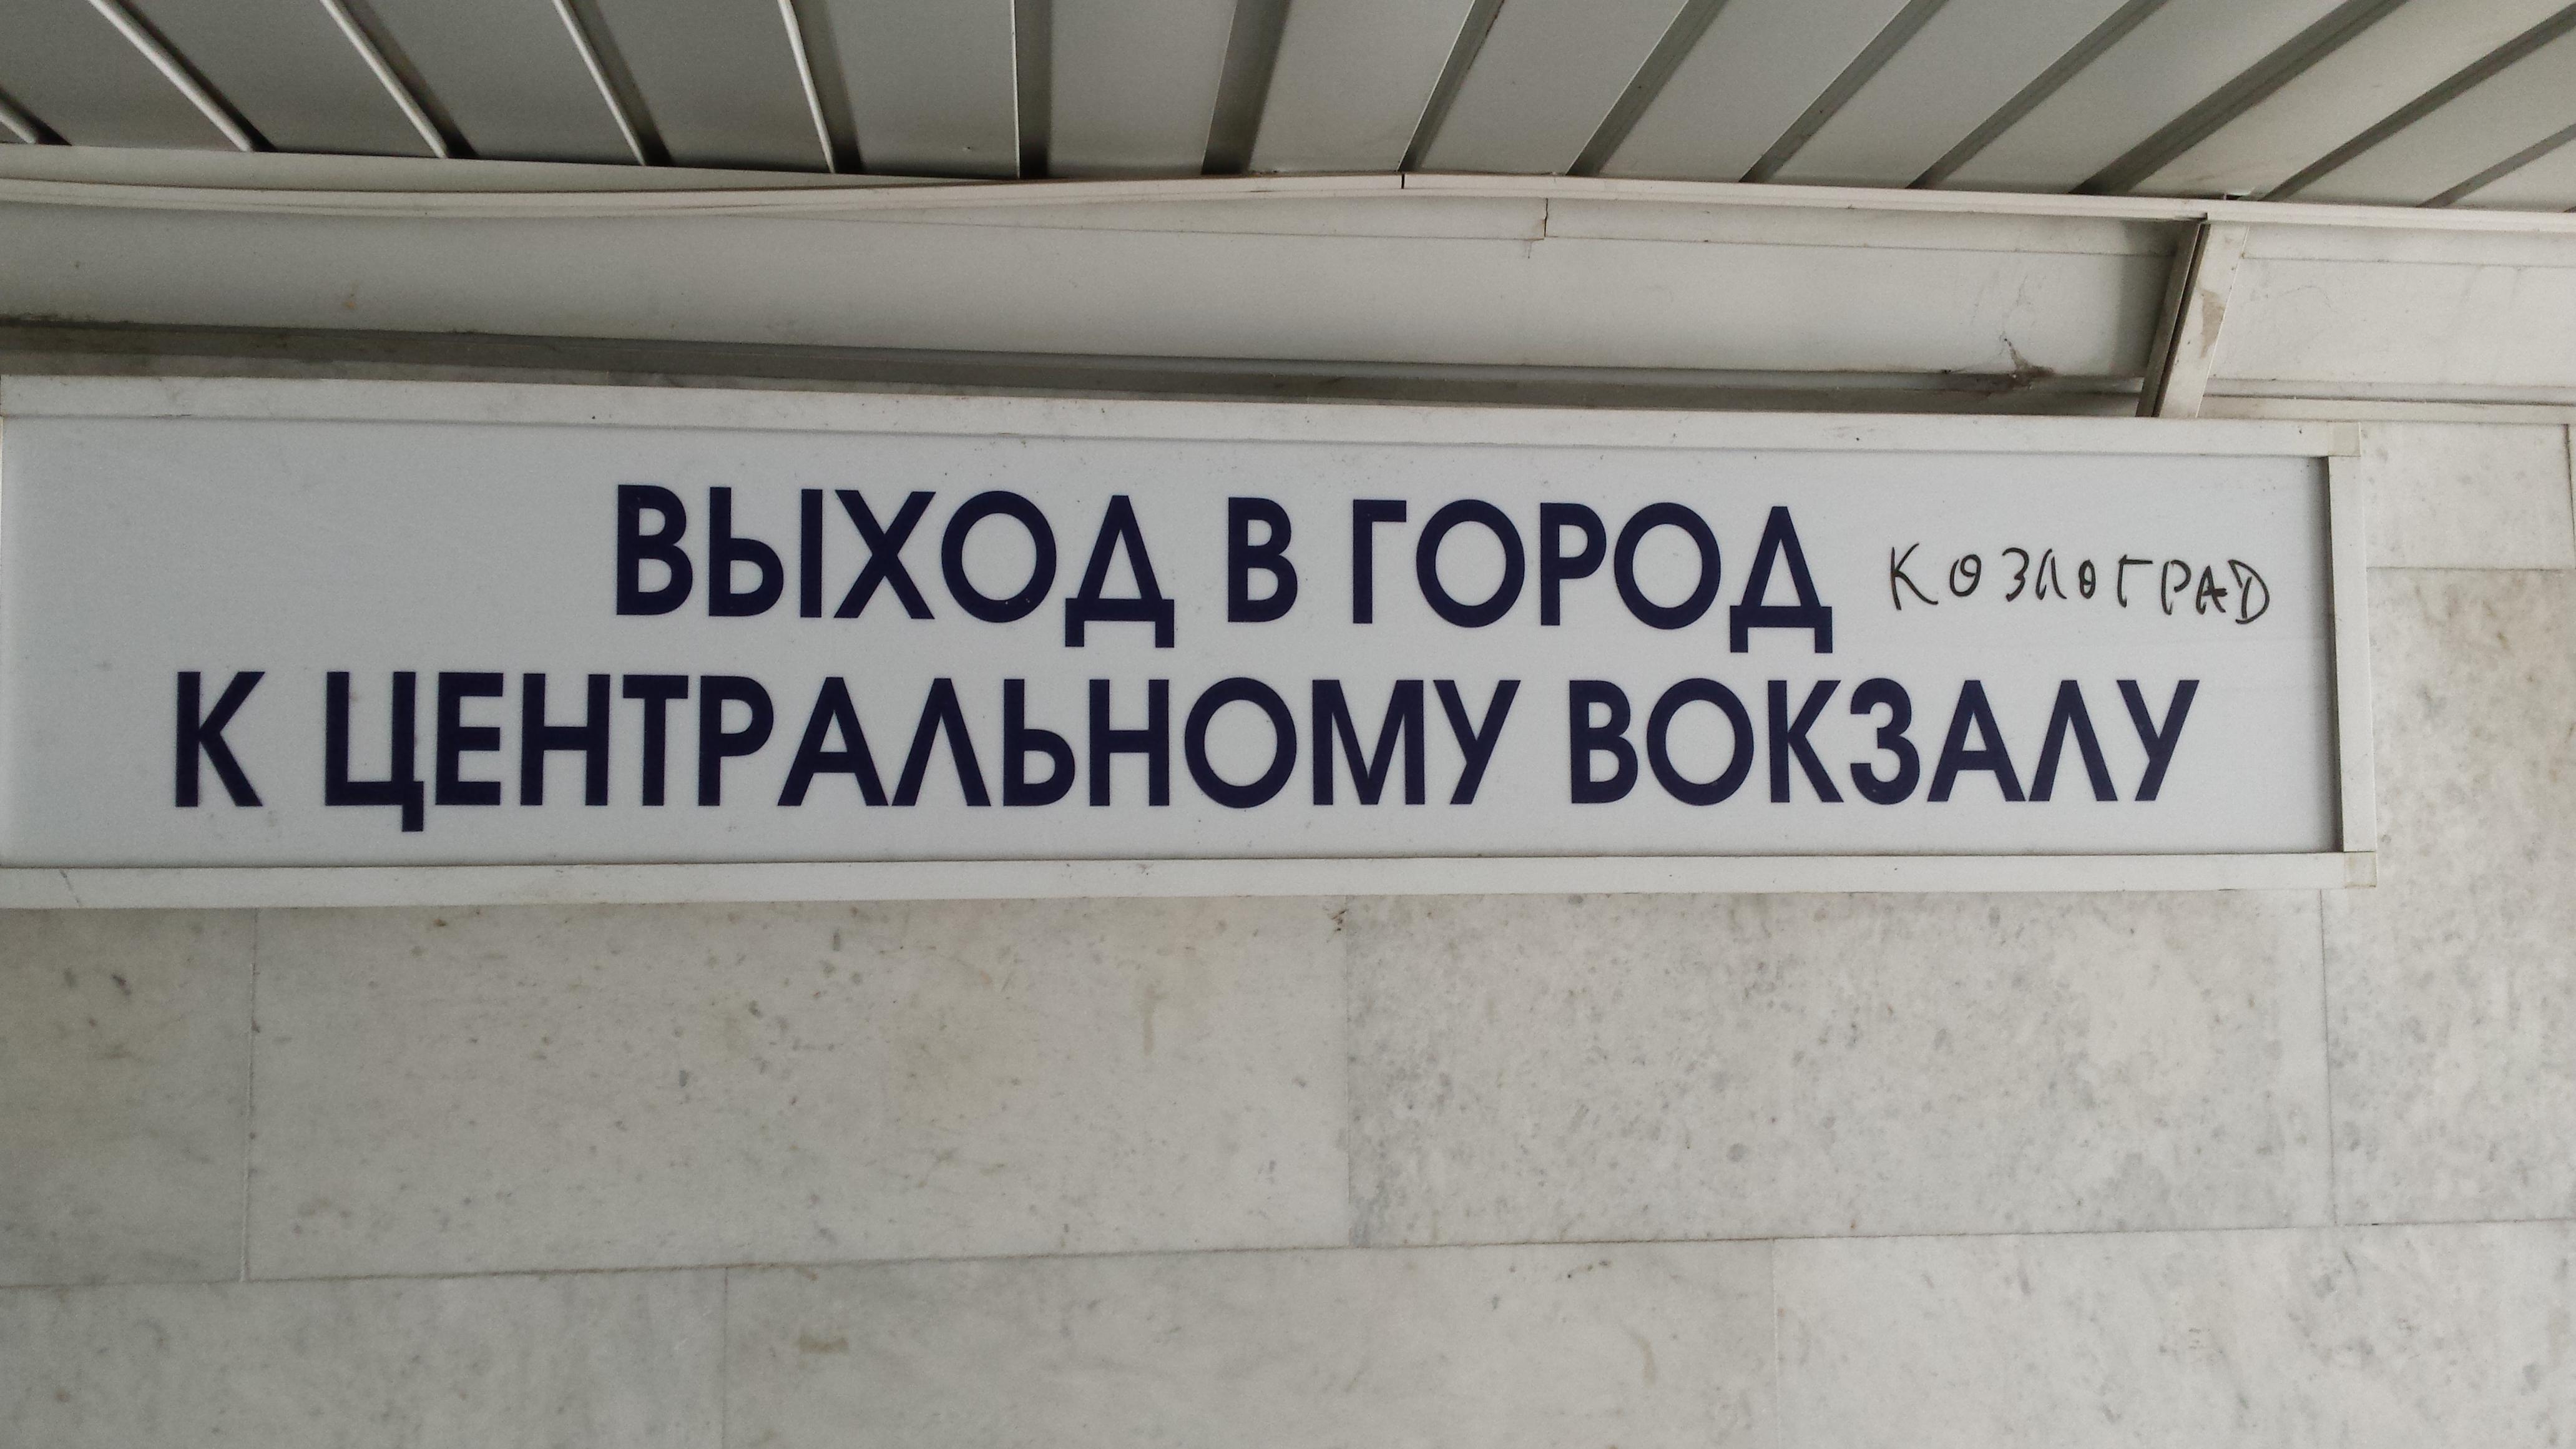 ВЫХОД В ГОРОД КОЗЛОГРАД
К ЦЕНТРАЛЬНОМУ ВОКЗАЛУ